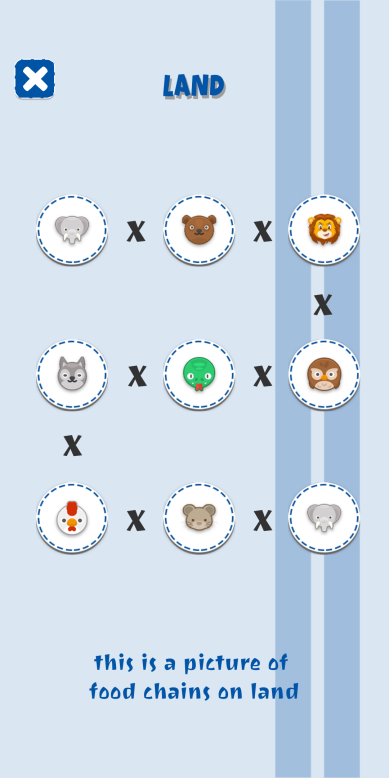 LAND
X X
X
X X
X
X X
this is a picture of
food chains on land